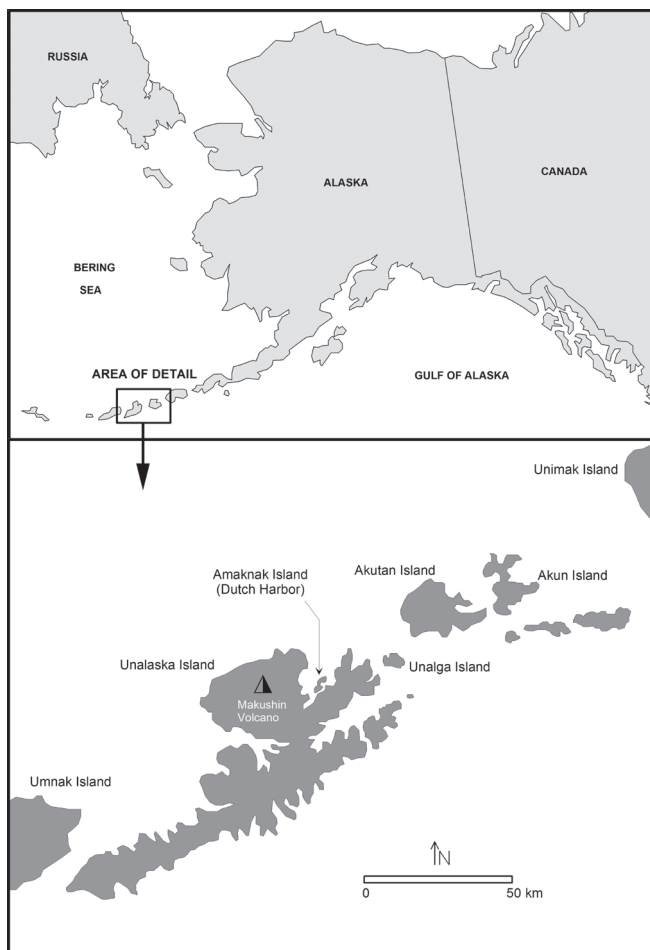 RUSSIA
ALASKA
CANADA
BERING
SEA
AREA OF DETAIL
GULF OF ALASKA
Unimak Island
Amaknak Island
(Dutch Harbor)
Akutan Island
Akun Island
Unalaska Island
Unalga Island
Makushin
Volcano
Umnak Island
N
0
50 km